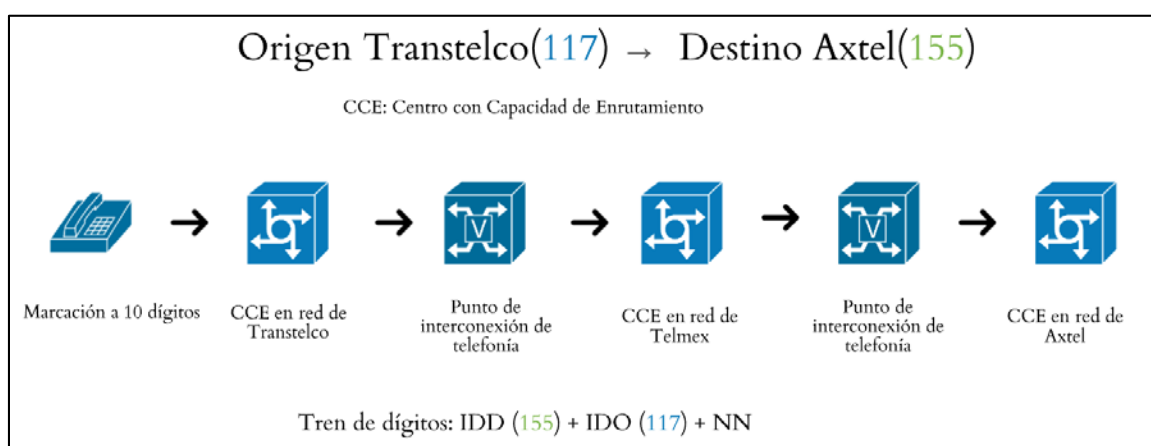 Origen Transtelco(117) → Destino Axtel(155)
CCE: Centro con Capacidad de Enrutamiento
V
V
Marcación a 10 dígitos
CCE en red de
Transtelco
Punto de
interconexión de
telefonía
CCE en red de
Telmex
Punto de
interconexión de
telefonía
CCE en red de
Axtel
Tren de dígitos: IDD (155) + IDO (117) + NN